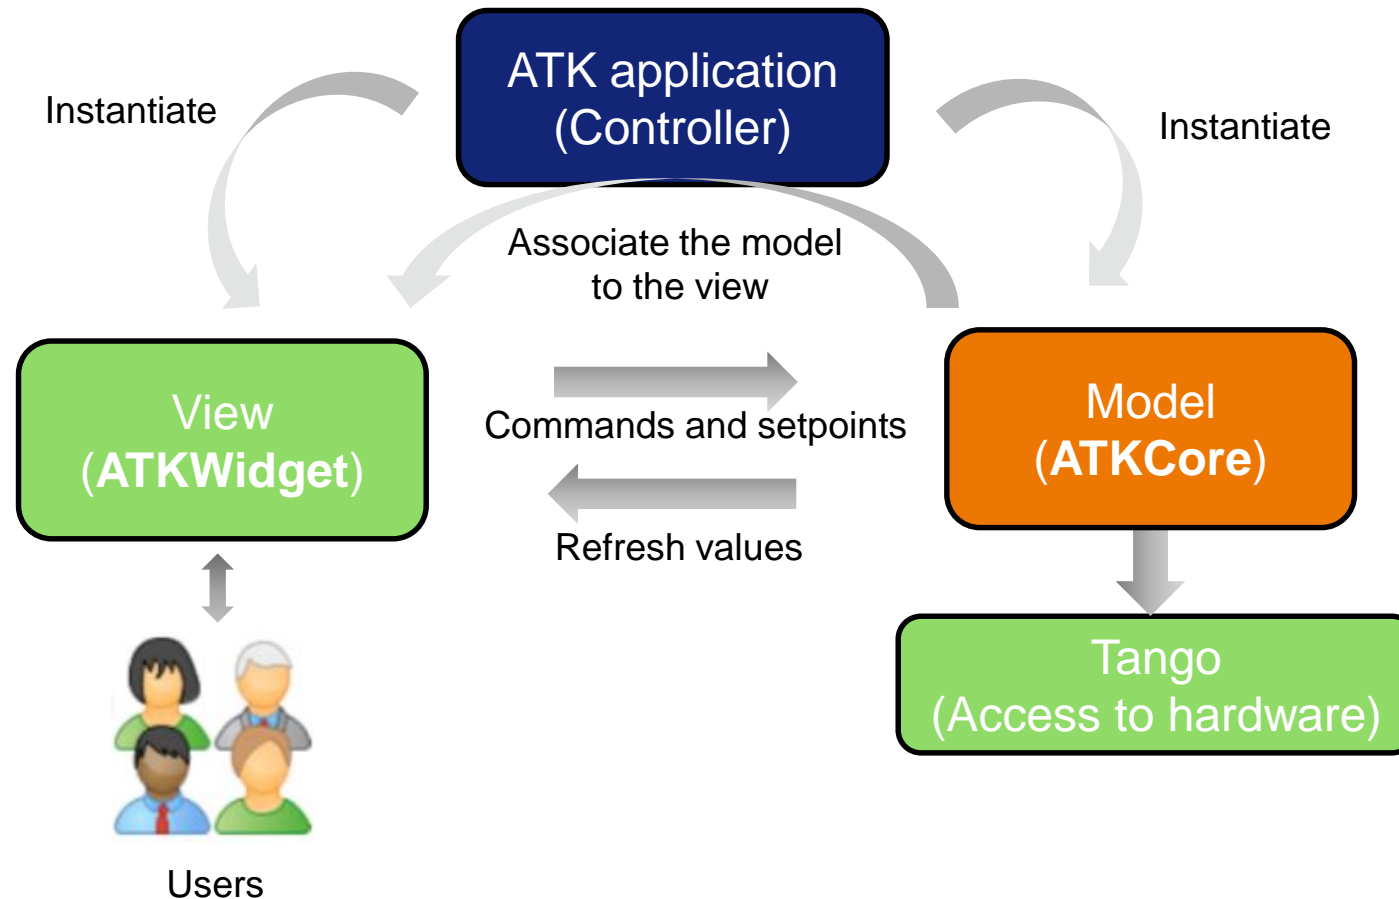 ATK application
(Controller)
Instantiate
Instantiate
Associate the model
to the view
View
(ATKWidget)
Commands and setpoints
Refresh values
Model
(ATKCore)
Tango
(Access to hardware)
Users